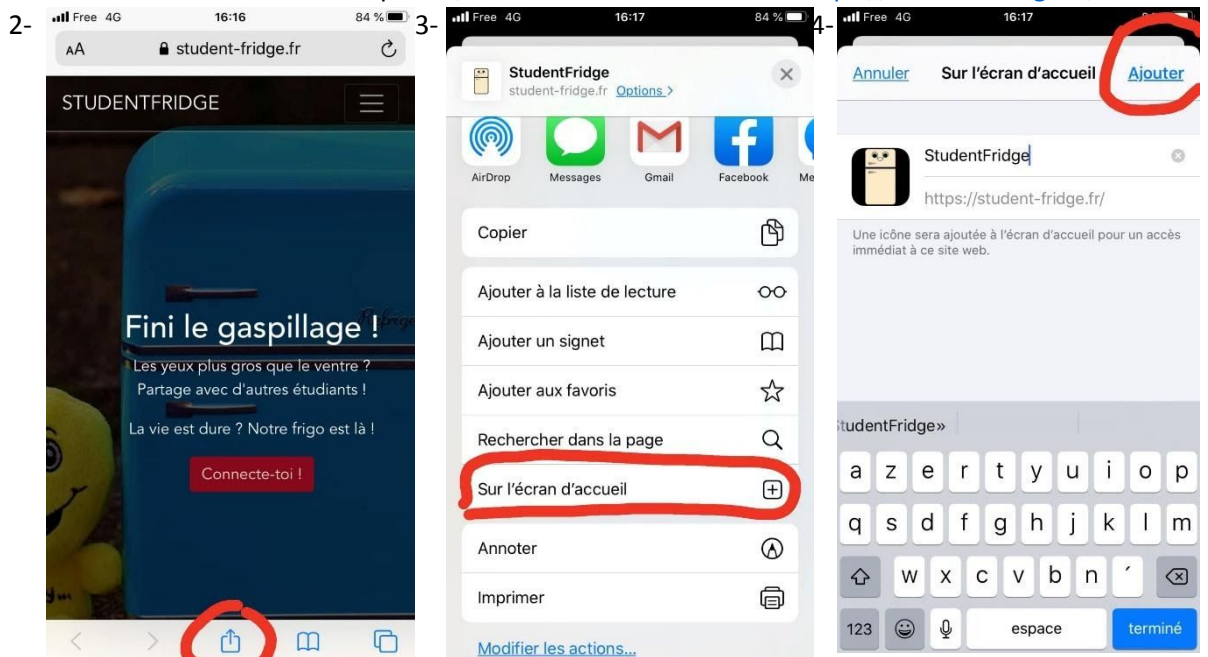 2-
Free 4G 16:16 84 %
AA student-fridge.fr
STUDENTFRIDGE
Fini le gaspillage !
Les yeux plus gros que le ventre ?
Partage avec d'autres étudiants !
La vie est dure ? Notre frigo est là !
Connecte-toi !
3-
Free 4G 16:17 84 %
StudentFridge
student-fridge.fr Options >
AirDrop Messages Gmail Facebook Me
Copier
Ajouter à la liste de lecture
Ajouter un signet
Ajouter aux favoris
Rechercher dans la page
Sur l'écran d'accueil
Annoter
Imprimer
Modifier les actions...
4-
Free 4G 16:17
Annuler Sur l'écran d'accueil Ajouter
StudentFridge
https://student-fridge.fr/
Une icône sera ajoutée à l'écran d'accueil pour un accès
immédiat à ce site web.
tudentFridge»
a z e r t y u i o p
q s d f g h j k l m
w x c v b n ´
123 espace terminé